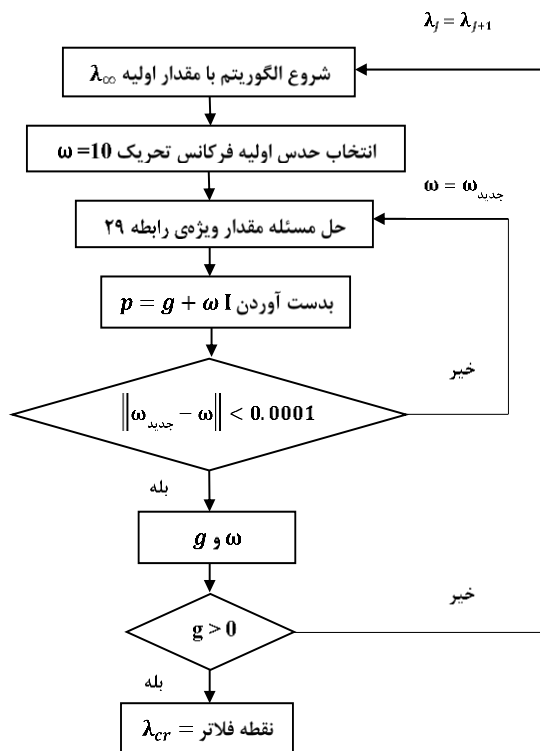 λ_j = λ_{j+1}
شروع الگوریتم با مقدار اولیه λ_∞
انتخاب حدس اولیه فرکانس تحریک ω =10
ω = ω_جدید
حل مسئله مقدار ویژه‌ی رابطه ۲۹
بدست آوردن p = g + ω I
خیر
‖ω_جدید − ω‖ < 0.0001
بله
g و ω
خیر
g > 0
بله
λ_cr = نقطه فلاتر